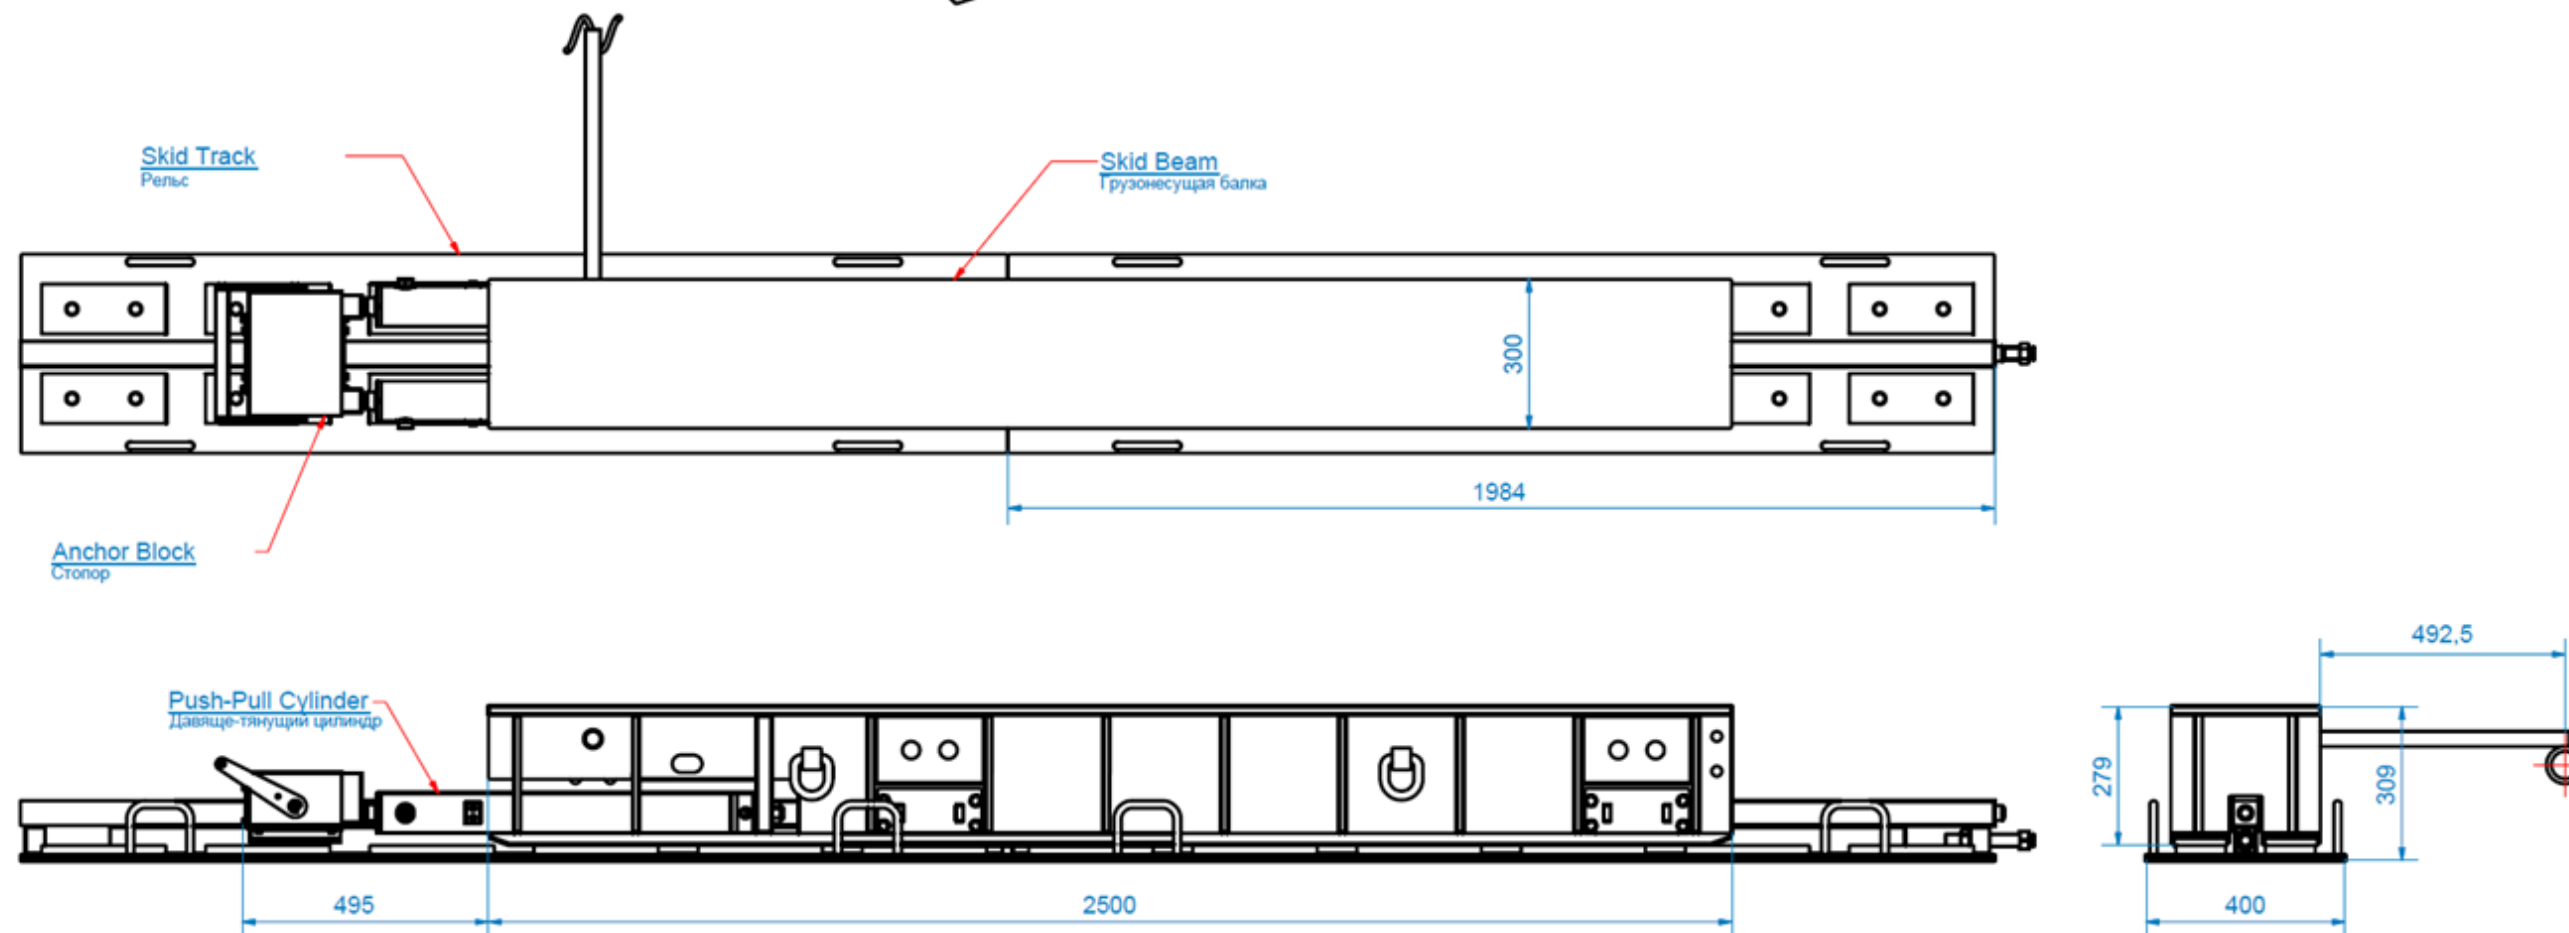 Skid Track
Рельс
Skid Beam
Грузонесущая балка
300
1984
Anchor Block
Стопор
492,5
Push-Pull Cylinder
Давяще-тянущий цилиндр
279
309
495
2500
400